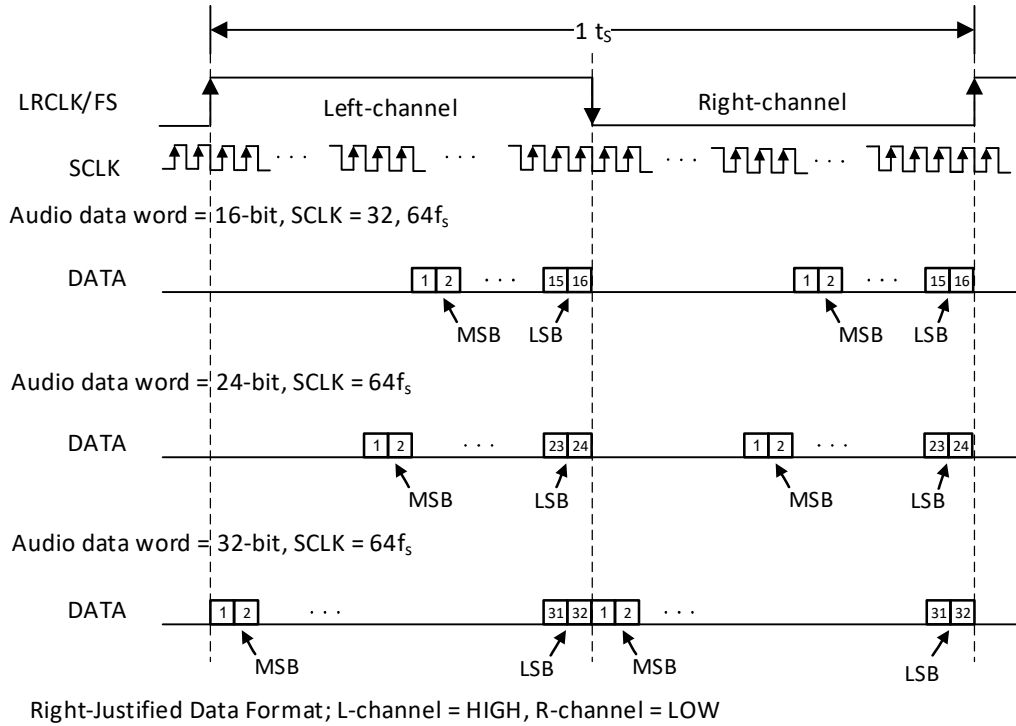 1 tS
LRCLK/FS
Left-channel
Right-channel
SCLK
. . .
. . .
. . .
. . .
Audio data word = 16-bit, SCLK = 32, 64fs
DATA
1 2 . . . 15 16 1 2 . . . 15 16
MSB LSB MSB LSB
Audio data word = 24-bit, SCLK = 64fs
DATA
1 2 . . . 23 24 1 2 . . . 23 24
MSB LSB MSB LSB
Audio data word = 32-bit, SCLK = 64fs
DATA
1 2 . . . 31 32 1 2 . . . 31 32
MSB LSB MSB LSB
Right-Justified Data Format; L-channel = HIGH, R-channel = LOW